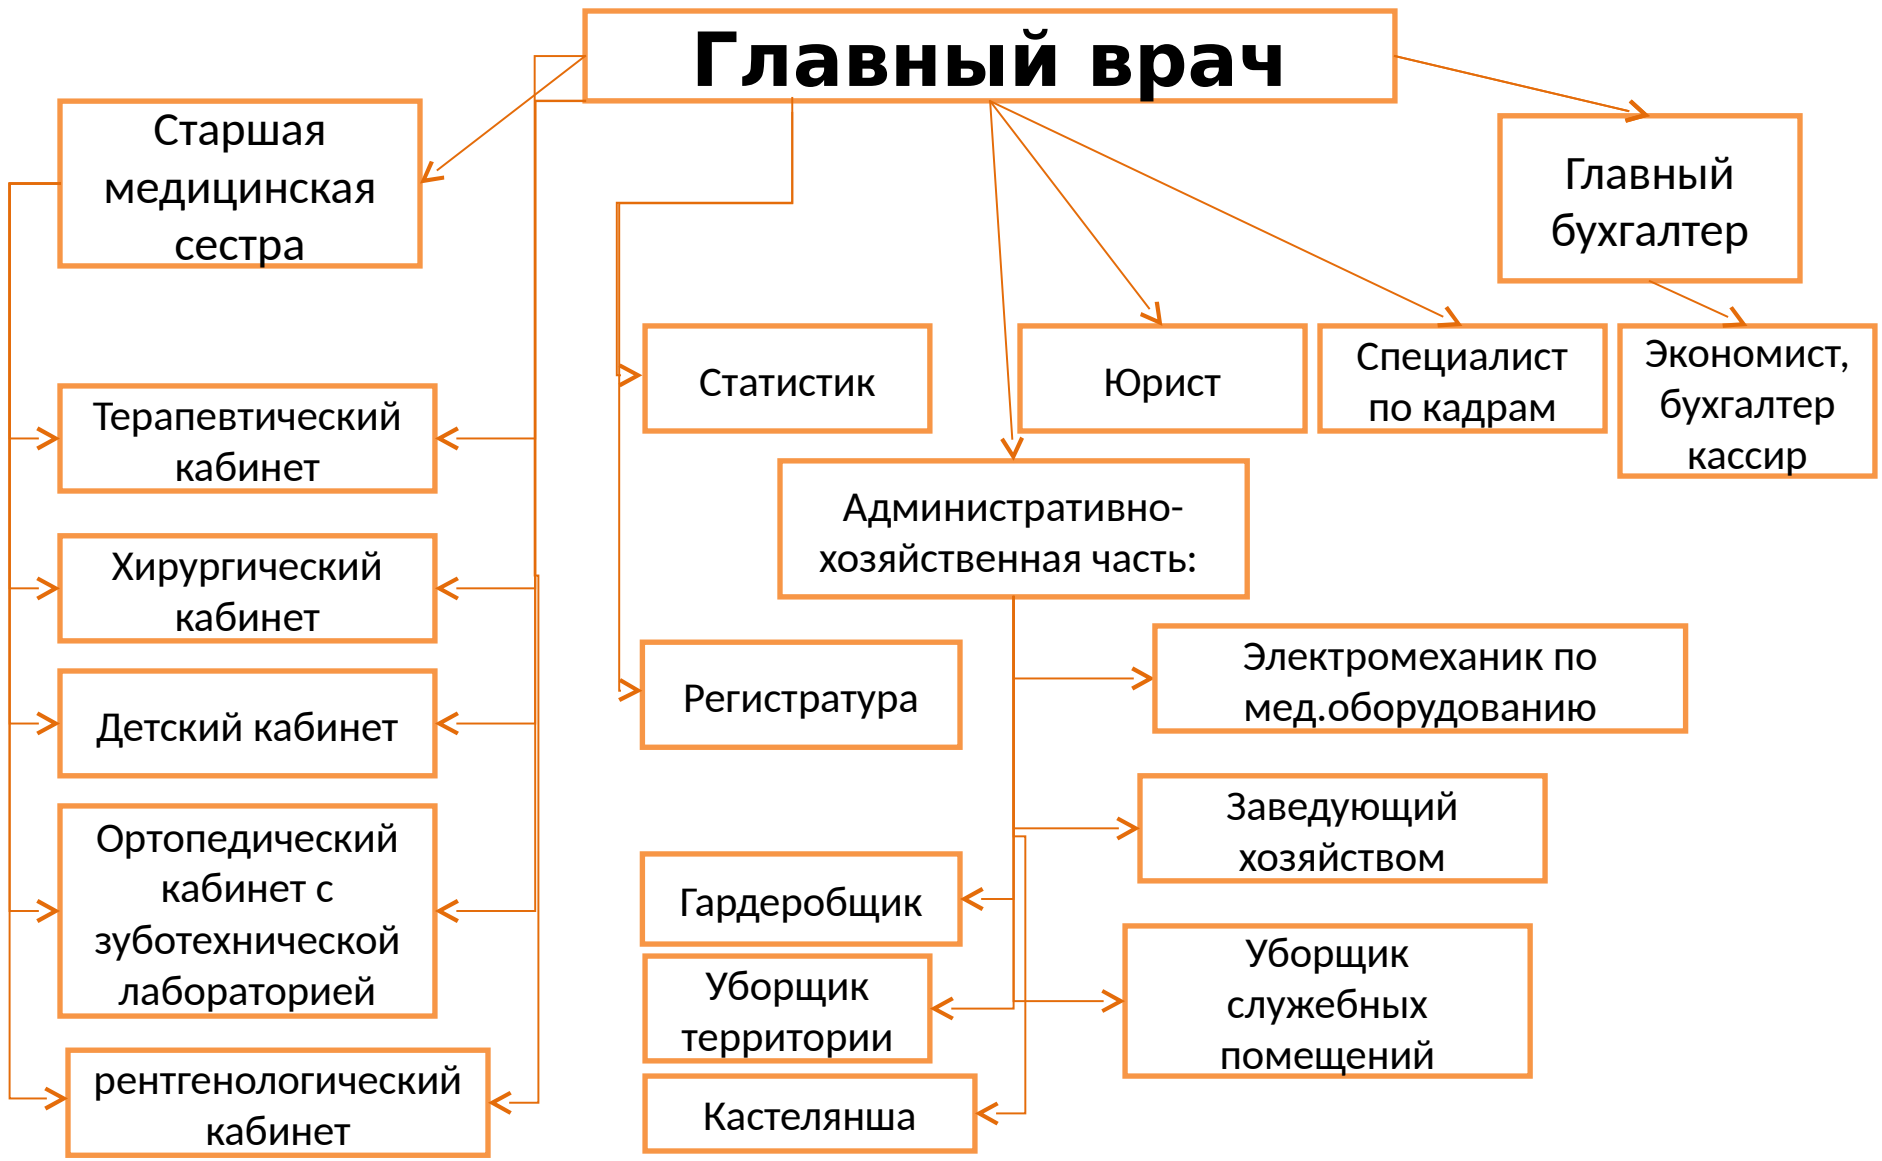 Главный врач
Старшая
медицинская
сестра
Главный
бухгалтер
Статистик
Юрист
Специалист
по кадрам
Экономист,
бухгалтер
кассир
Терапевтический
кабинет
Административно-
хозяйственная часть:
Хирургический
кабинет
Электромеханик по
мед.оборудованию
Регистратура
Детский кабинет
Заведующий
хозяйством
Ортопедический
кабинет с
зуботехнической
лабораторией
Гардеробщик
Уборщик
служебных
помещений
Уборщик
территории
рентгенологический
кабинет
Кастелянша